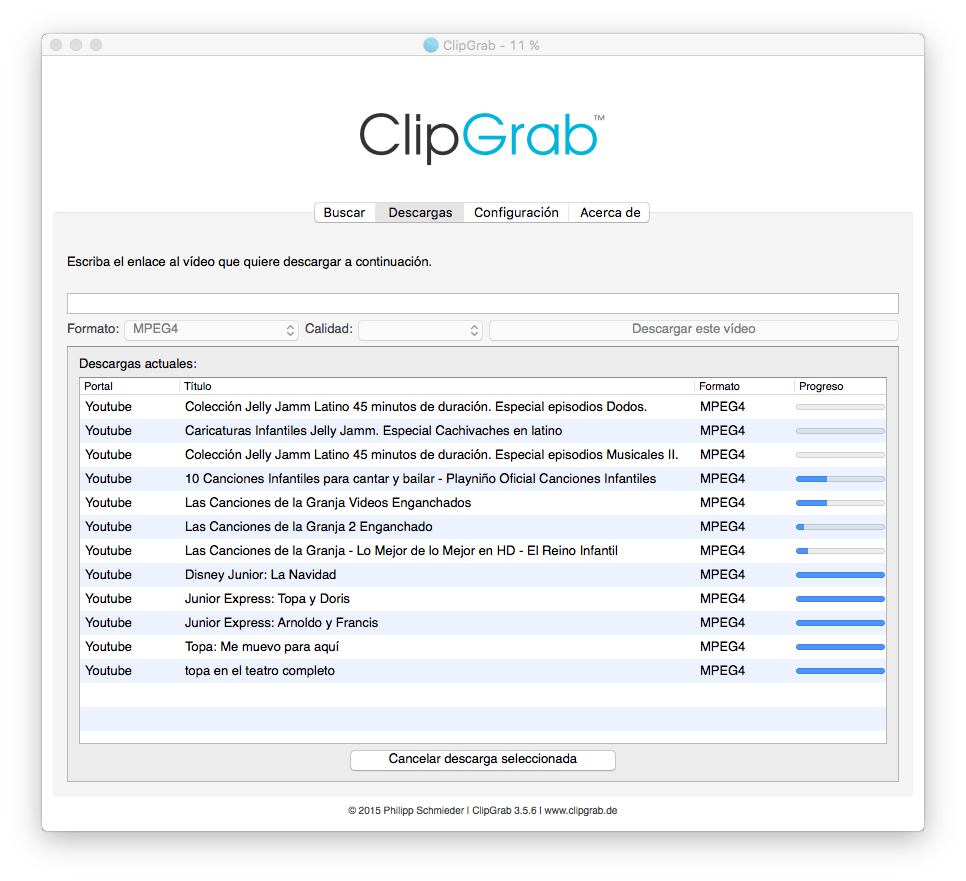 ClipGrab - 11 %
ClipGrab™
Buscar Descargas Configuración Acerca de
Escriba el enlace al vídeo que quiere descargar a continuación.
Formato: MPEG4 Calidad: Descargar este vídeo
Descargas actuales:
Portal Título Formato Progreso
Youtube Colección Jelly Jamm Latino 45 minutos de duración. Especial episodios Dodos. MPEG4
Youtube Caricaturas Infantiles Jelly Jamm. Especial Cachivaches en latino MPEG4
Youtube Colección Jelly Jamm Latino 45 minutos de duración. Especial episodios Musicales II. MPEG4
Youtube 10 Canciones Infantiles para cantar y bailar - Playniño Oficial Canciones Infantiles MPEG4
Youtube Las Canciones de la Granja Videos Enganchados MPEG4
Youtube Las Canciones de la Granja 2 Enganchado MPEG4
Youtube Las Canciones de la Granja - Lo Mejor de lo Mejor en HD - El Reino Infantil MPEG4
Youtube Disney Junior: La Navidad MPEG4
Youtube Junior Express: Topa y Doris MPEG4
Youtube Junior Express: Arnoldo y Francis MPEG4
Youtube Topa: Me muevo para aquí MPEG4
Youtube topa en el teatro completo MPEG4
Cancelar descarga seleccionada
© 2015 Philipp Schmieder | ClipGrab 3.5.6 | www.clipgrab.de